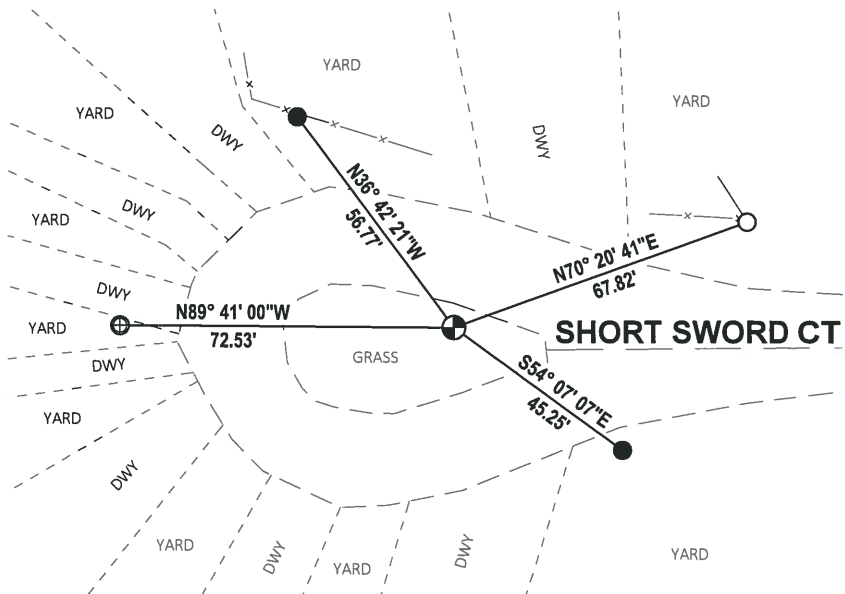 YARD
YARD
YARD
DWY
DWY
DWY
YARD
N36° 42' 21"W
56.77'
N70° 20' 41"E
67.82'
DWY
N89° 41' 00"W
72.53'
YARD
SHORT SWORD CT
GRASS
DWY
S54° 07' 07"E
45.25'
YARD
DWY
YARD
DWY
YARD
DWY
YARD